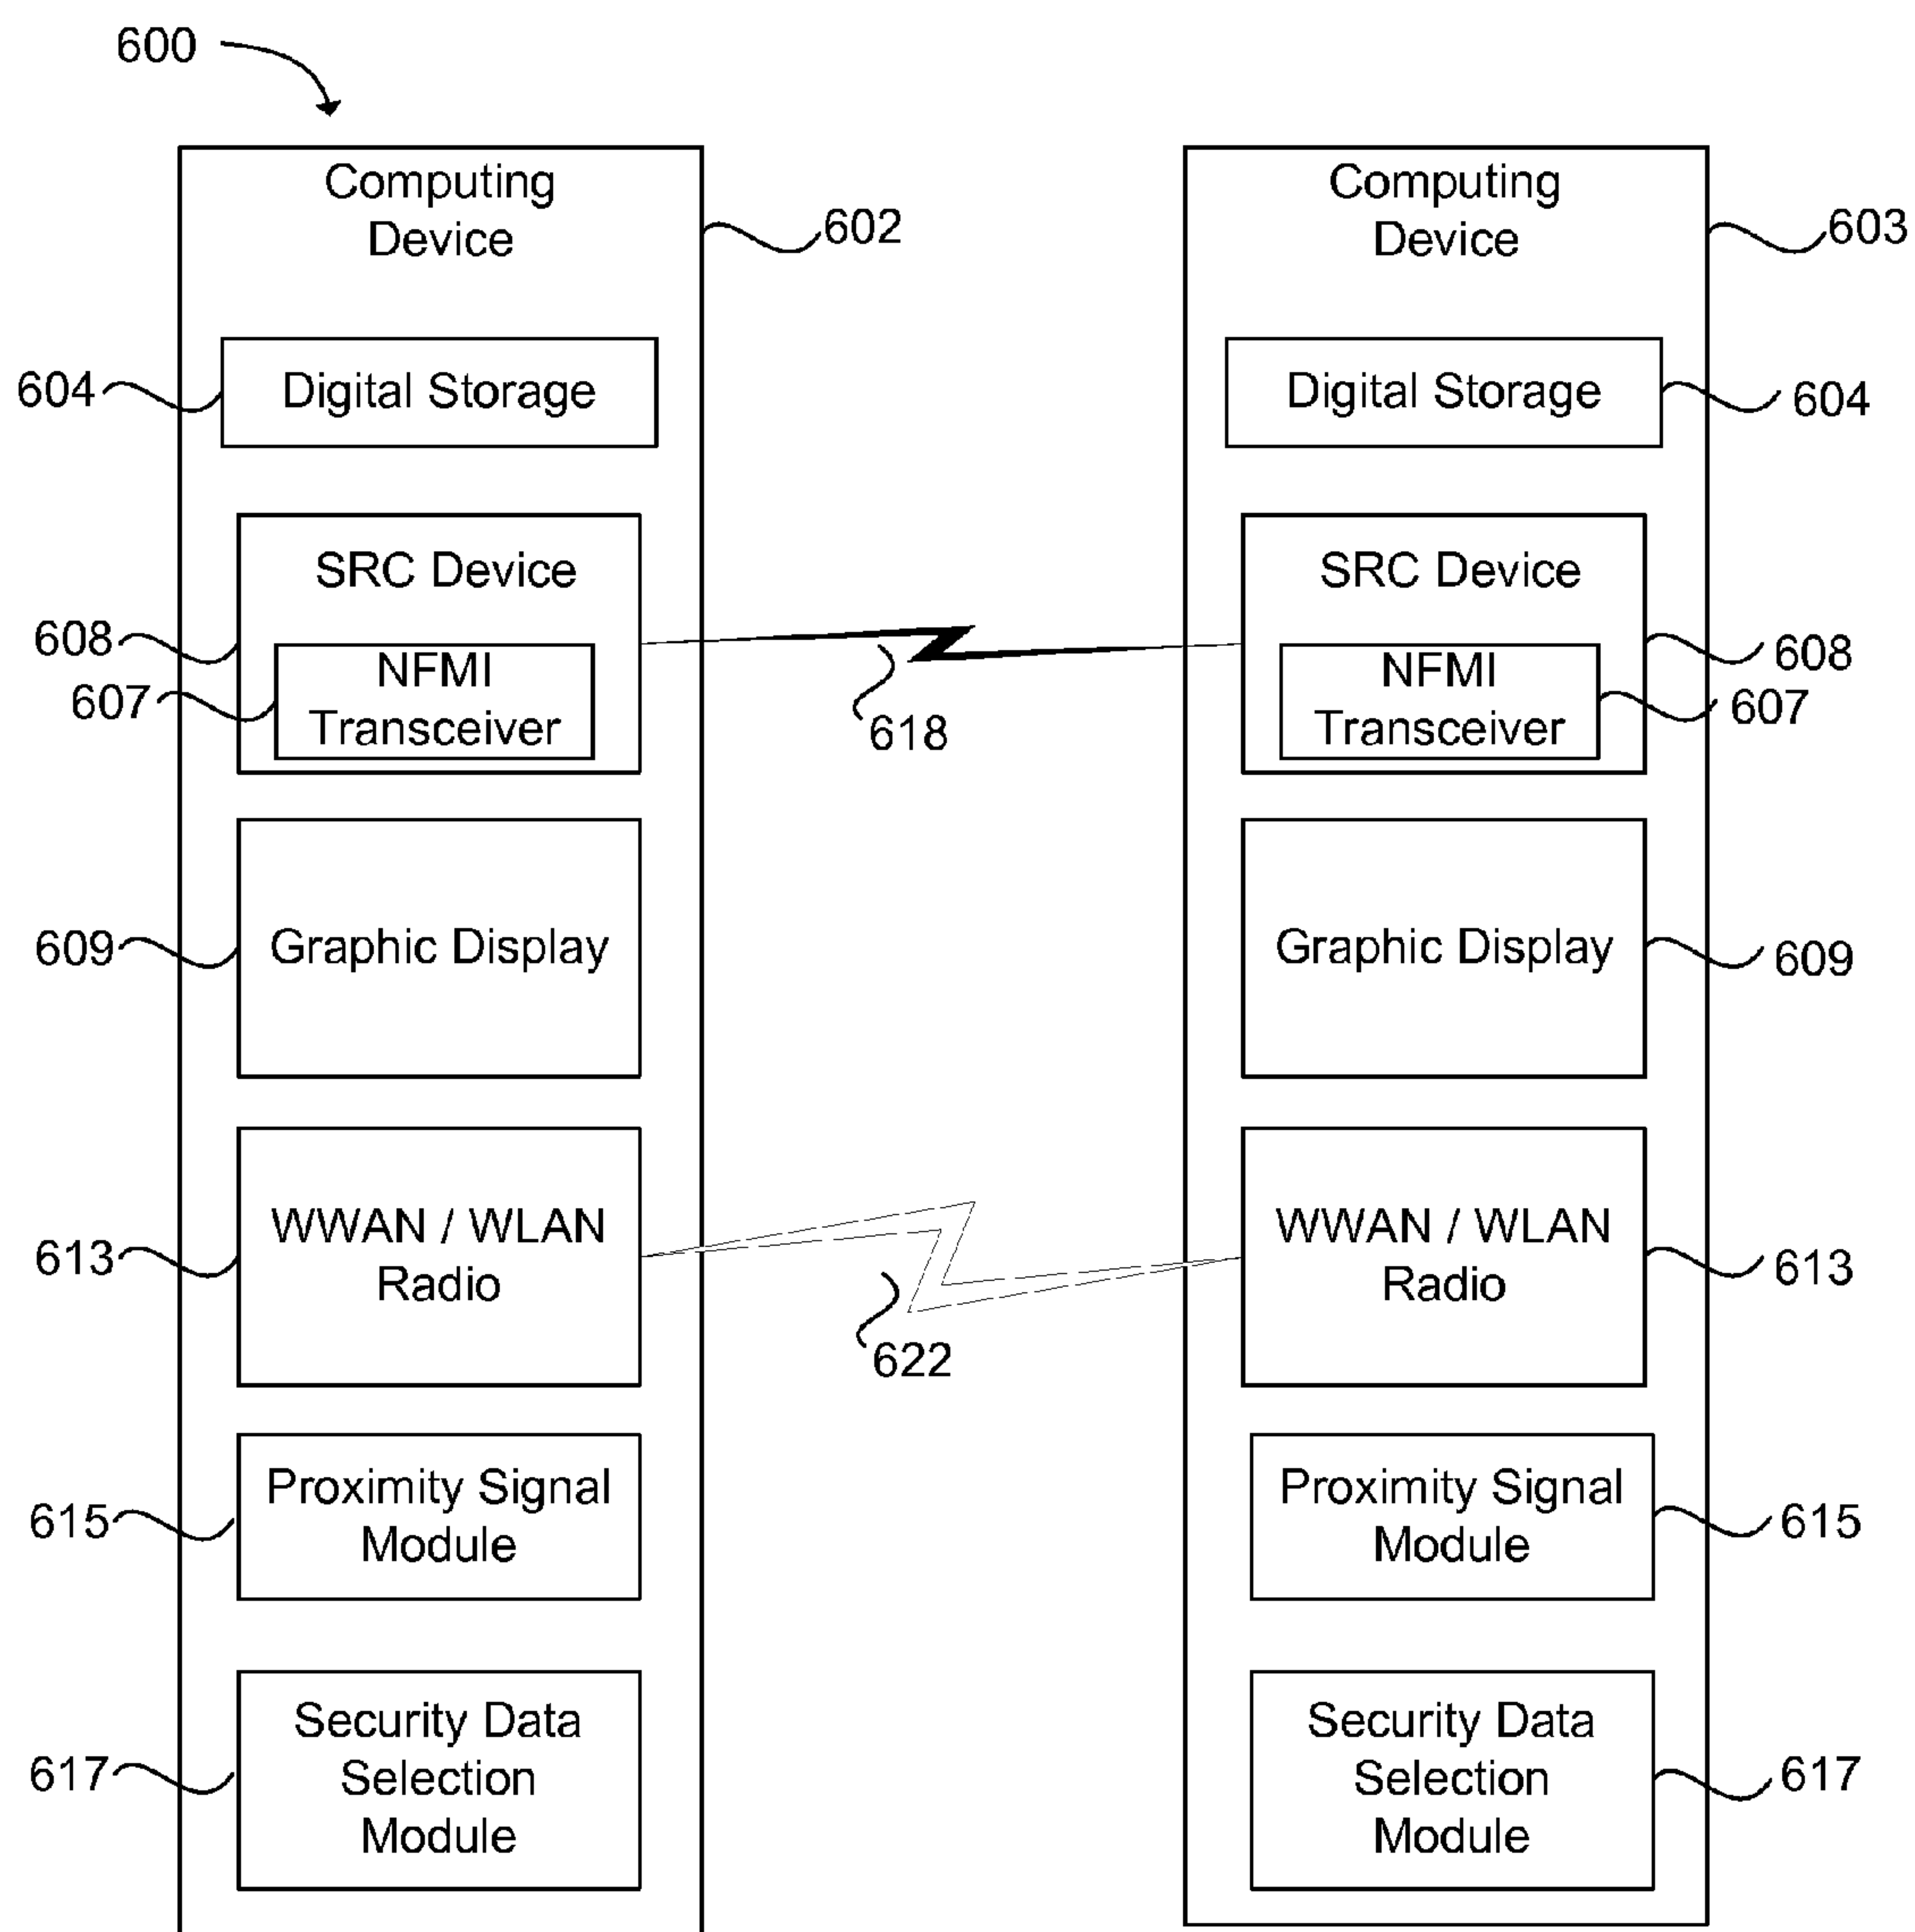 600
Computing
Device
602
604
Digital Storage
SRC Device
608
NFMI
Transceiver
607
618
609
Graphic Display
WWAN / WLAN
Radio
613
622
Proximity Signal
Module
615
Security Data
Selection
Module
617
Computing
Device
603
Digital Storage
604
SRC Device
608
NFMI
Transceiver
607
Graphic Display
609
WWAN / WLAN
Radio
613
Proximity Signal
Module
615
Security Data
Selection
Module
617